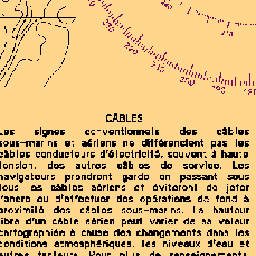 CÂBLES
Les signes conventionnels des câbles
sous-marins et aériens ne différencient pas les
câbles conducteurs d'électricité, souvent à haute
tension, des autres câbles de service. Les
navigateurs prendront garde en passant sous
tous les câbles aériens et éviteront de jeter
l'ancre ou d'effectuer des opérations de fond à
proximité des câbles sous-marins. La hauteur
libre d'un câble aérien peut varier de sa valeur
cartographiée à cause des changements dans les
conditions atmosphériques, les niveaux d'eau et
autres facteurs. Pour plus de renseignements,